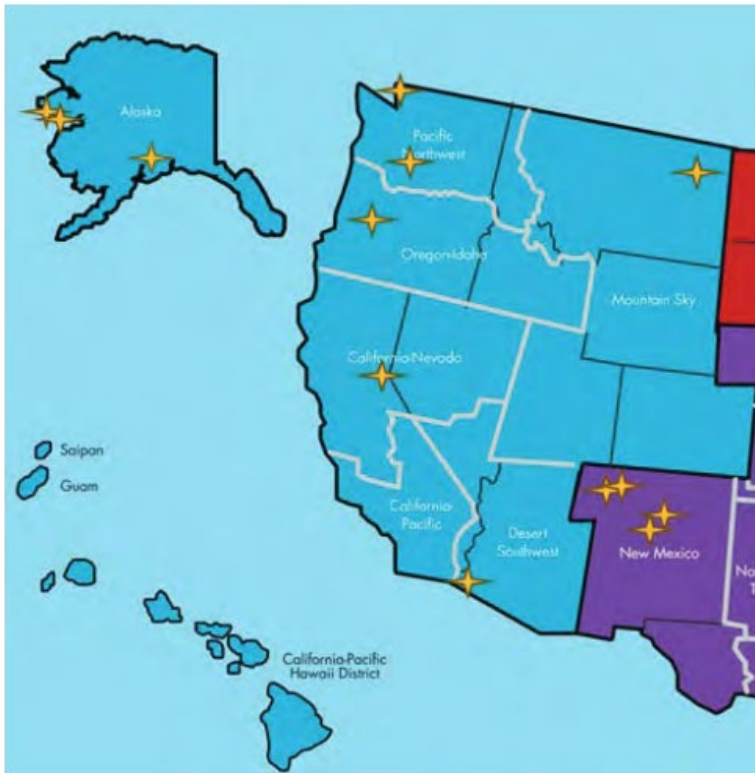 Alaska
Pacific
Northwest
Oregon-Idaho
Mountain Sky
California-Nevada
Saipan
Guam
California-
Pacific
Desert
Southwest
New Mexico
No
T
California-Pacific
Hawaii District